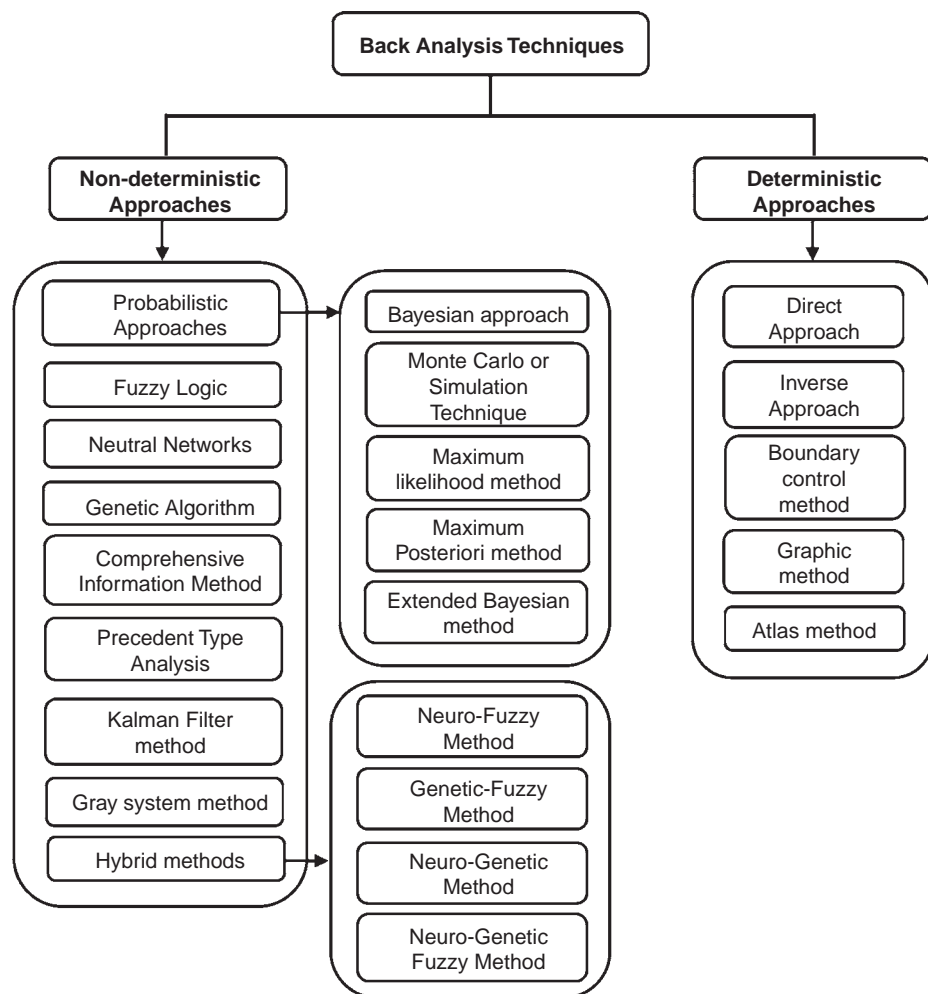 Back Analysis Techniques
Non-deterministic
Approaches
Probabilistic
Approaches
Fuzzy Logic
Neutral Networks
Genetic Algorithm
Comprehensive
Information Method
Precedent Type
Analysis
Kalman Filter
method
Gray system method
Hybrid methods
Bayesian approach
Monte Carlo or
Simulation
Technique
Maximum
likelihood method
Maximum
Posteriori method
Extended Bayesian
method
Neuro-Fuzzy
Method
Genetic-Fuzzy
Method
Neuro-Genetic
Method
Neuro-Genetic
Fuzzy Method
Deterministic
Approaches
Direct
Approach
Inverse
Approach
Boundary
control
method
Graphic
method
Atlas method